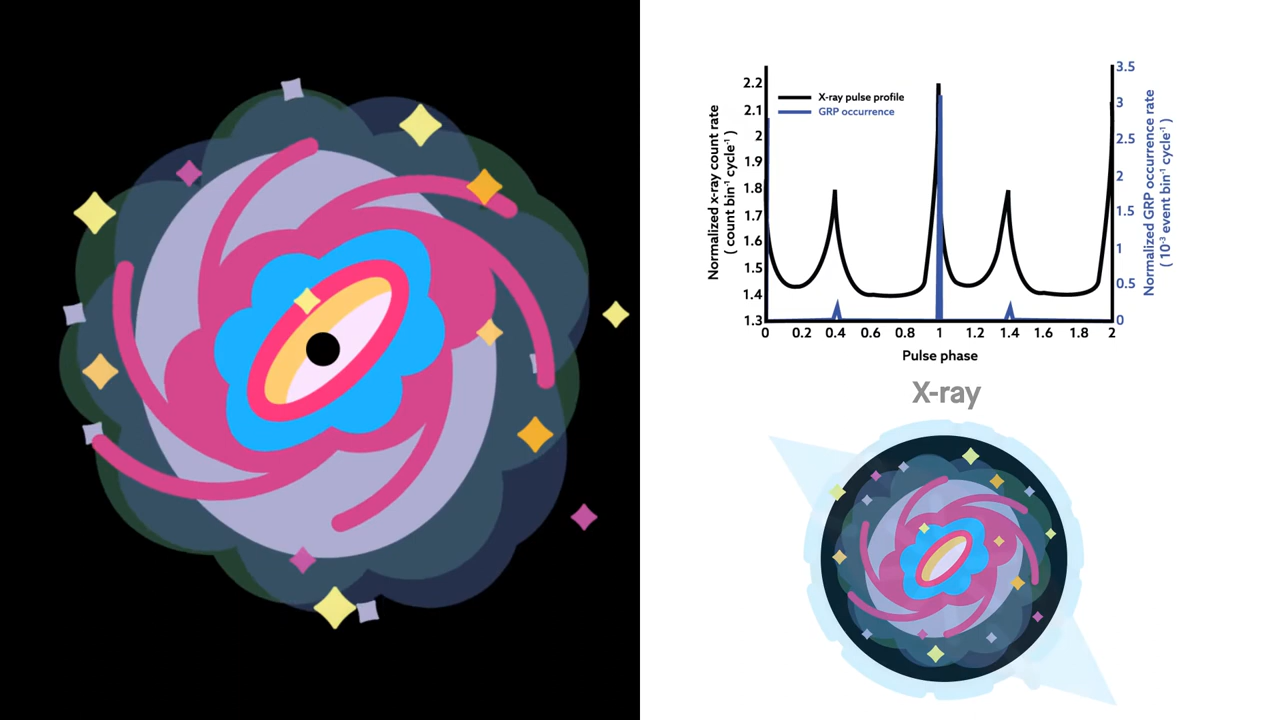 X-ray pulse profile
GRP occurrence
Normalized x-ray count rate
( count bin⁻¹ cycle⁻¹ )
2.2
2.1
2
1.9
1.8
1.7
1.6
1.5
1.4
1.3
3.5
3
2.5
2
1.5
1
0.5
0
Normalized GRP occurrence rate
( 10⁻³ event bin⁻¹ cycle⁻¹ )
0 0.2 0.4 0.6 0.8 1 1.2 1.4 1.6 1.8 2
Pulse phase
X-ray